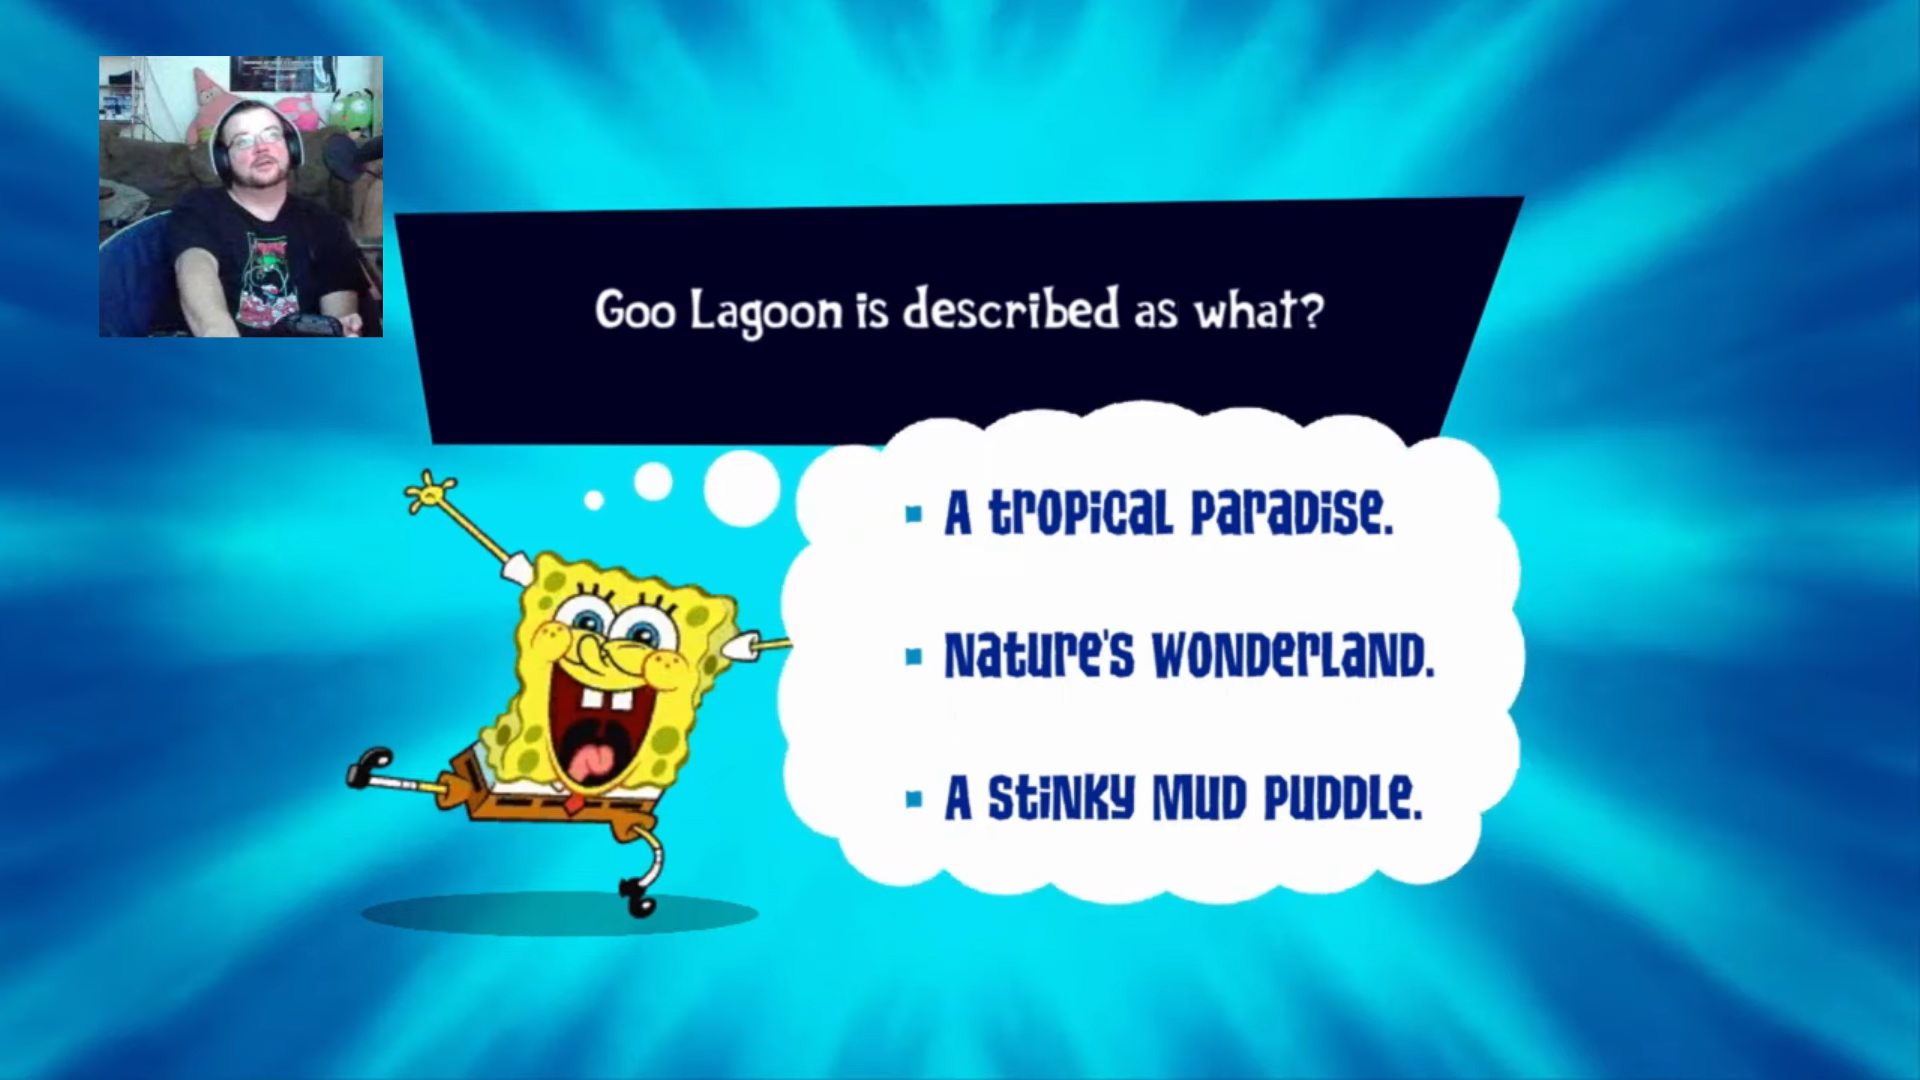 Goo Lagoon is described as what?
A tropical paradise.
Nature's wonderland.
A stinky mud puddle.